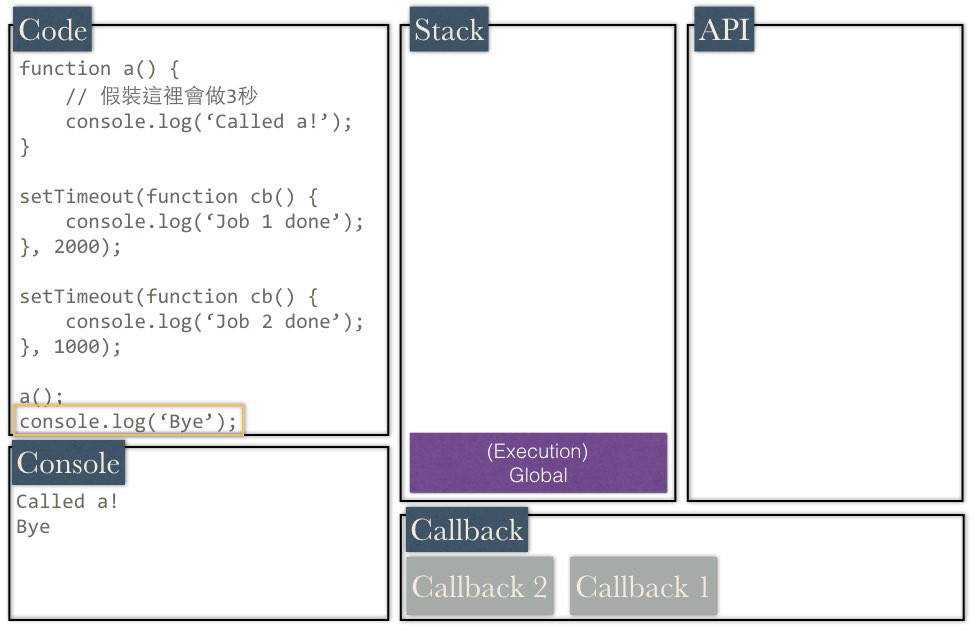 Code
function a() {
    // 假裝這裡會做3秒
    console.log(‘Called a!’);
}
setTimeout(function cb() {
    console.log(‘Job 1 done’);
}, 2000);
setTimeout(function cb() {
    console.log(‘Job 2 done’);
}, 1000);
a();
console.log(‘Bye’);
Console
Called a!
Bye
Stack
(Execution)
Global
API
Callback
Callback 2
Callback 1